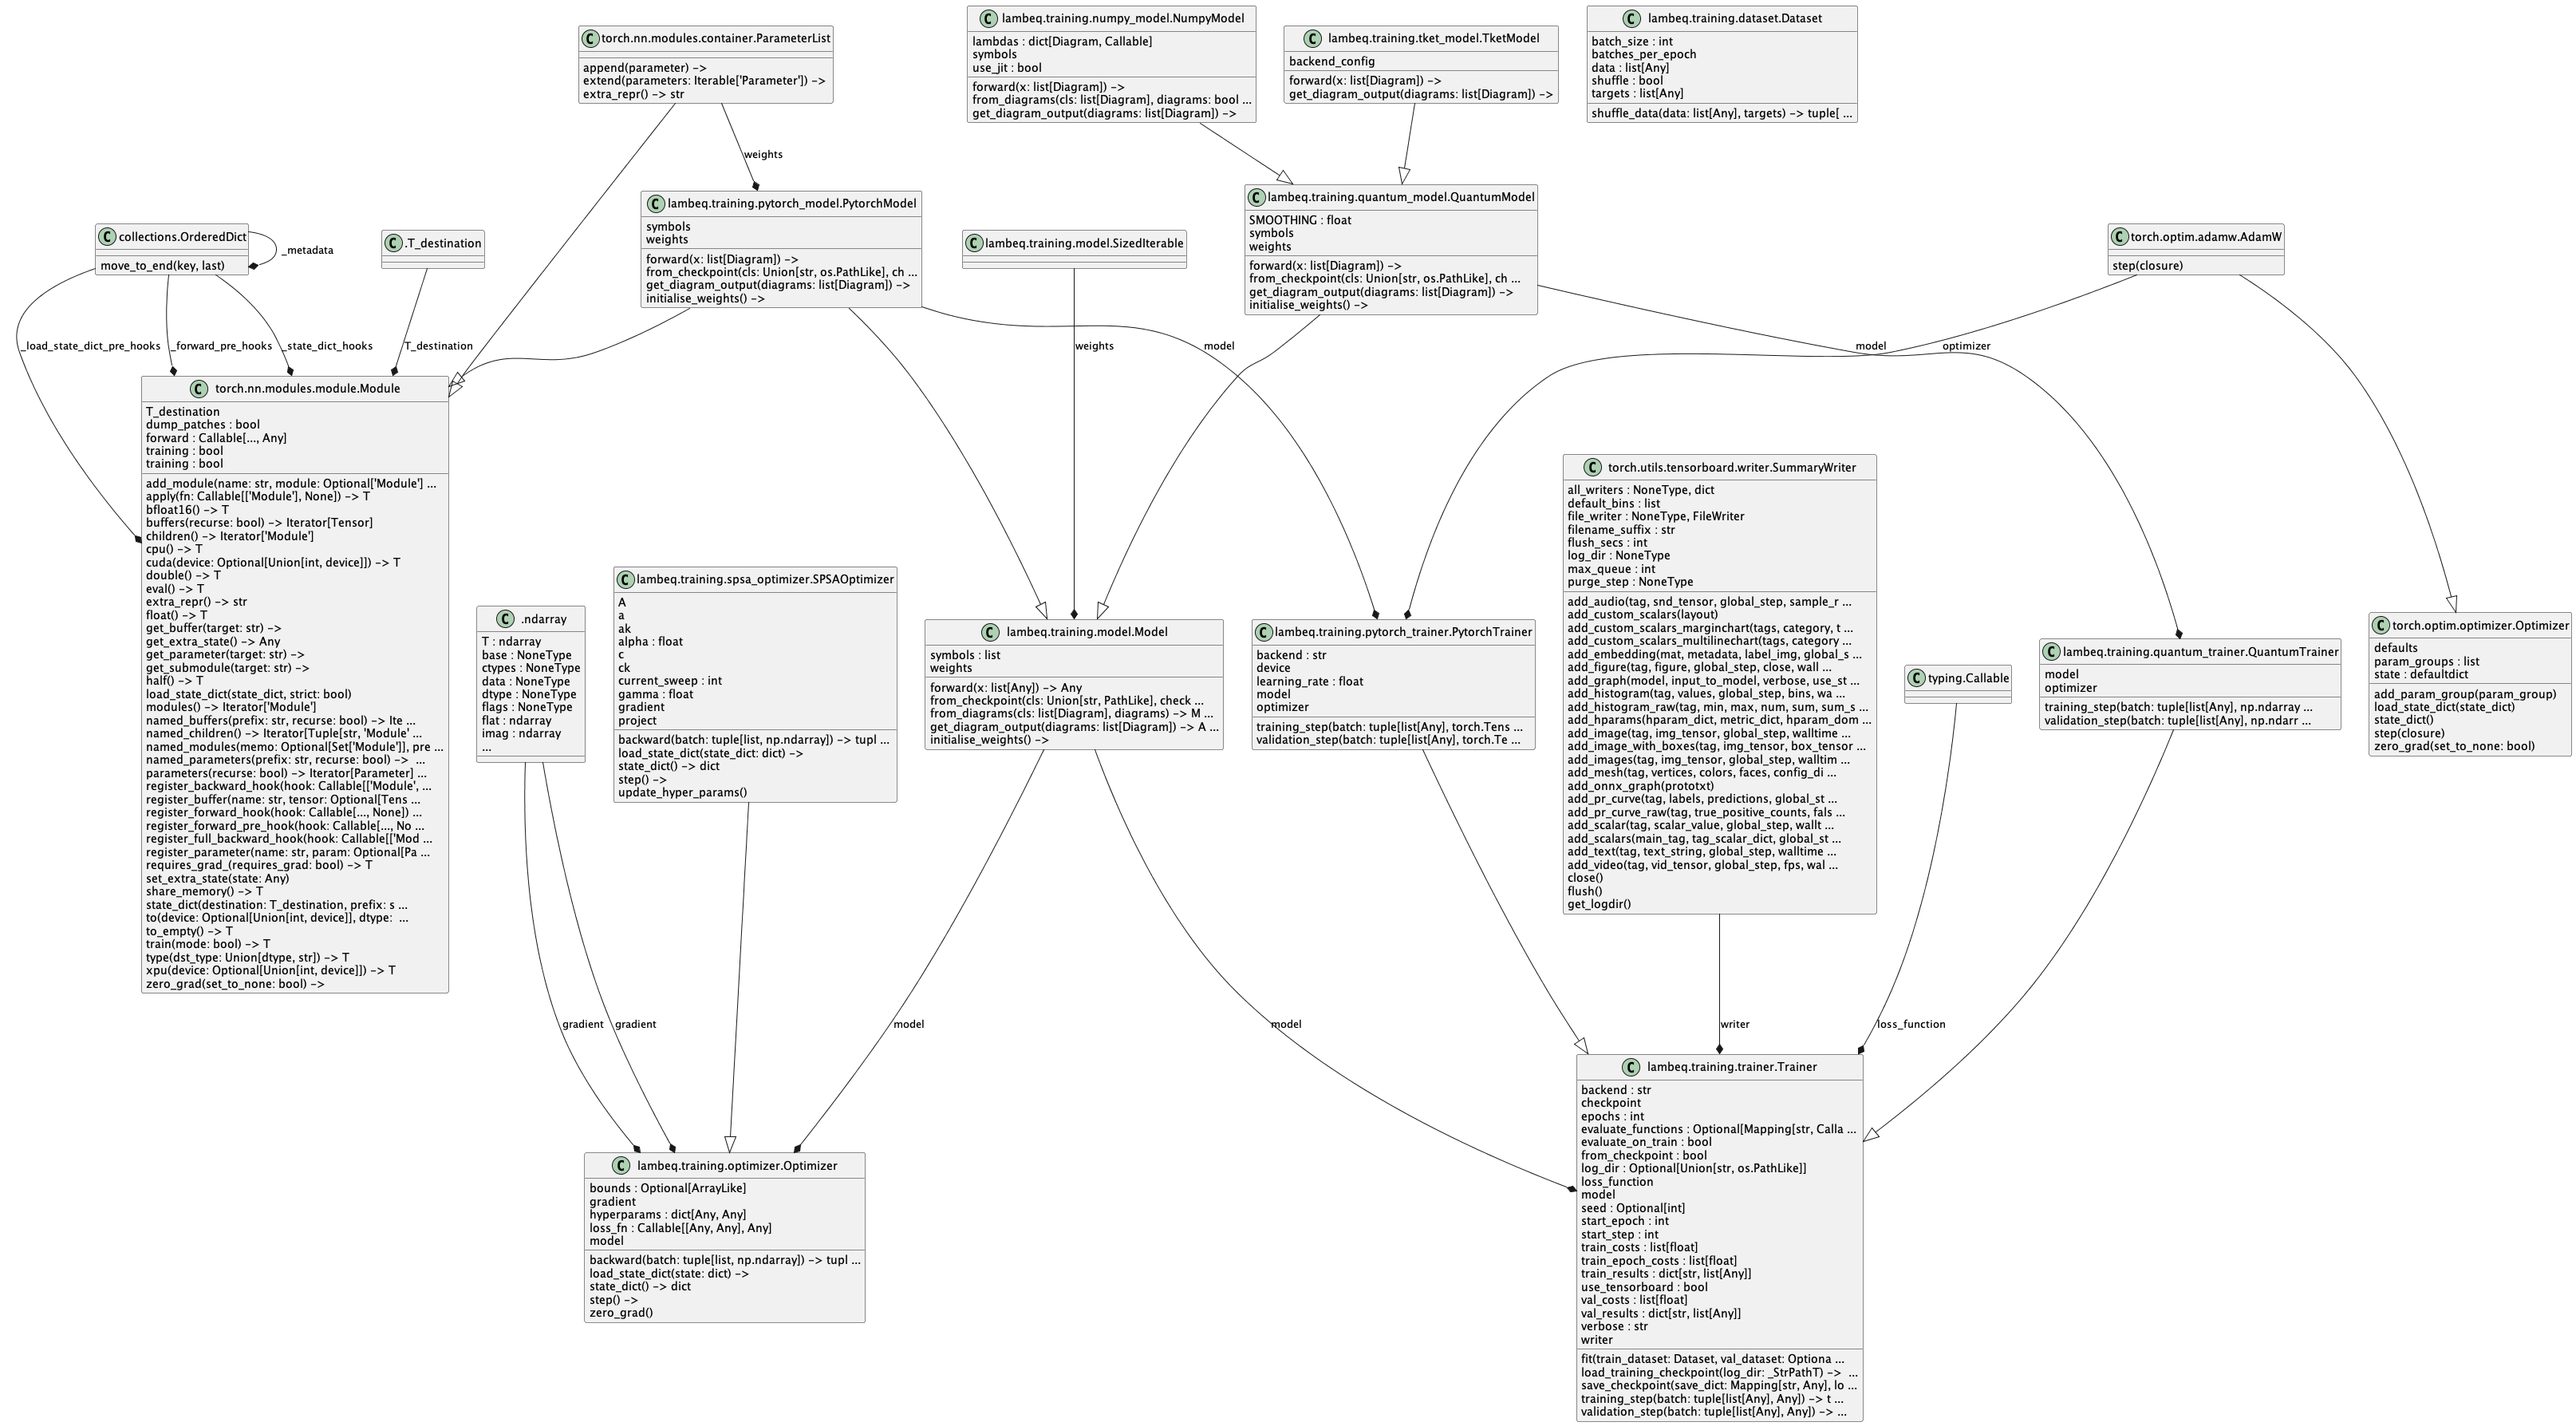 C torch.nn.modules.container.ParameterList
append(parameter) ->
extend(parameters: Iterable['Parameter']) ->
extra_repr() -> str
C lambeq.training.numpy_model.NumpyModel
lambdas : dict[Diagram, Callable]
symbols
use_jit : bool
forward(x: list[Diagram]) ->
from_diagrams(cls: list[Diagram], diagrams: bool ...
get_diagram_output(diagrams: list[Diagram]) ->
C lambeq.training.tket_model.TketModel
backend_config
forward(x: list[Diagram]) ->
get_diagram_output(diagrams: list[Diagram]) ->
C lambeq.training.dataset.Dataset
batch_size : int
batches_per_epoch
data : list[Any]
shuffle : bool
targets : list[Any]
shuffle_data(data: list[Any], targets) -> tuple[ ...
weights
C collections.OrderedDict
move_to_end(key, last)
_metadata
C .T_destination
C lambeq.training.pytorch_model.PytorchModel
symbols
weights
forward(x: list[Diagram]) ->
from_checkpoint(cls: Union[str, os.PathLike], ch ...
get_diagram_output(diagrams: list[Diagram]) ->
initialise_weights() ->
C lambeq.training.model.SizedIterable
C lambeq.training.quantum_model.QuantumModel
SMOOTHING : float
symbols
weights
forward(x: list[Diagram]) ->
from_checkpoint(cls: Union[str, os.PathLike], ch ...
get_diagram_output(diagrams: list[Diagram]) ->
initialise_weights() ->
C torch.optim.adamw.AdamW
step(closure)
_load_state_dict_pre_hooks
_forward_pre_hooks
_state_dict_hooks
T_destination
weights
model
model
optimizer
C torch.nn.modules.module.Module
T_destination
dump_patches : bool
forward : Callable[..., Any]
training : bool
training : bool
add_module(name: str, module: Optional['Module'] ...
apply(fn: Callable[['Module'], None]) -> T
bfloat16() -> T
buffers(recurse: bool) -> Iterator[Tensor]
children() -> Iterator['Module']
cpu() -> T
cuda(device: Optional[Union[int, device]]) -> T
double() -> T
eval() -> T
extra_repr() -> str
float() -> T
get_buffer(target: str) ->
get_extra_state() -> Any
get_parameter(target: str) ->
get_submodule(target: str) ->
half() -> T
load_state_dict(state_dict, strict: bool)
modules() -> Iterator['Module']
named_buffers(prefix: str, recurse: bool) -> Ite ...
named_children() -> Iterator[Tuple[str, 'Module' ...
named_modules(memo: Optional[Set['Module']], pre ...
named_parameters(prefix: str, recurse: bool) -> ...
parameters(recurse: bool) -> Iterator[Parameter] ...
register_backward_hook(hook: Callable[['Module', ...
register_buffer(name: str, tensor: Optional[Tens ...
register_forward_hook(hook: Callable[..., None]) ...
register_forward_pre_hook(hook: Callable[..., No ...
register_full_backward_hook(hook: Callable[['Mod ...
register_parameter(name: str, param: Optional[Pa ...
requires_grad_(requires_grad: bool) -> T
set_extra_state(state: Any)
share_memory() -> T
state_dict(destination: T_destination, prefix: s ...
to(device: Optional[Union[int, device]], dtype: ...
to_empty() -> T
train(mode: bool) -> T
type(dst_type: Union[dtype, str]) -> T
xpu(device: Optional[Union[int, device]]) -> T
zero_grad(set_to_none: bool) ->
C .ndarray
T : ndarray
base : NoneType
ctypes : NoneType
data : NoneType
dtype : NoneType
flags : NoneType
flat : ndarray
imag : ndarray
...
C lambeq.training.spsa_optimizer.SPSAOptimizer
A
a
ak
alpha : float
c
ck
current_sweep : int
gamma : float
gradient
project
backward(batch: tuple[list, np.ndarray]) -> tupl ...
load_state_dict(state_dict: dict) ->
state_dict() -> dict
step() ->
update_hyper_params()
C lambeq.training.model.Model
symbols : list
weights
forward(x: list[Any]) -> Any
from_checkpoint(cls: Union[str, PathLike], check ...
from_diagrams(cls: list[Diagram], diagrams) -> M ...
get_diagram_output(diagrams: list[Diagram]) -> A ...
initialise_weights() ->
C lambeq.training.pytorch_trainer.PytorchTrainer
backend : str
device
learning_rate : float
model
optimizer
training_step(batch: tuple[list[Any], torch.Tens ...
validation_step(batch: tuple[list[Any], torch.Te ...
C torch.utils.tensorboard.writer.SummaryWriter
all_writers : NoneType, dict
default_bins : list
file_writer : NoneType, FileWriter
filename_suffix : str
flush_secs : int
log_dir : NoneType
max_queue : int
purge_step : NoneType
add_audio(tag, snd_tensor, global_step, sample_r ...
add_custom_scalars(layout)
add_custom_scalars_marginchart(tags, category, t ...
add_custom_scalars_multilinechart(tags, category ...
add_embedding(mat, metadata, label_img, global_s ...
add_figure(tag, figure, global_step, close, wall ...
add_graph(model, input_to_model, verbose, use_st ...
add_histogram(tag, values, global_step, bins, wa ...
add_histogram_raw(tag, min, max, num, sum, sum_s ...
add_hparams(hparam_dict, metric_dict, hparam_dom ...
add_image(tag, img_tensor, global_step, walltime ...
add_image_with_boxes(tag, img_tensor, box_tensor ...
add_images(tag, img_tensor, global_step, walltim ...
add_mesh(tag, vertices, colors, faces, config_di ...
add_onnx_graph(prototxt)
add_pr_curve(tag, labels, predictions, global_st ...
add_pr_curve_raw(tag, true_positive_counts, fals ...
add_scalar(tag, scalar_value, global_step, wallt ...
add_scalars(main_tag, tag_scalar_dict, global_st ...
add_text(tag, text_string, global_step, walltime ...
add_video(tag, vid_tensor, global_step, fps, wal ...
close()
flush()
get_logdir()
C typing.Callable
C lambeq.training.quantum_trainer.QuantumTrainer
model
optimizer
training_step(batch: tuple[list[Any], np.ndarray ...
validation_step(batch: tuple[list[Any], np.ndarr ...
C torch.optim.optimizer.Optimizer
defaults
param_groups : list
state : defaultdict
add_param_group(param_group)
load_state_dict(state_dict)
state_dict()
step(closure)
zero_grad(set_to_none: bool)
gradient
gradient
model
model
writer
loss_function
C lambeq.training.optimizer.Optimizer
bounds : Optional[ArrayLike]
gradient
hyperparams : dict[Any, Any]
loss_fn : Callable[[Any, Any], Any]
model
backward(batch: tuple[list, np.ndarray]) -> tupl ...
load_state_dict(state: dict) ->
state_dict() -> dict
step() ->
zero_grad()
C lambeq.training.trainer.Trainer
backend : str
checkpoint
epochs : int
evaluate_functions : Optional[Mapping[str, Calla ...
evaluate_on_train : bool
from_checkpoint : bool
log_dir : Optional[Union[str, os.PathLike]]
loss_function
model
seed : Optional[int]
start_epoch : int
start_step : int
train_costs : list[float]
train_epoch_costs : list[float]
train_results : dict[str, list[Any]]
use_tensorboard : bool
val_costs : list[float]
val_results : dict[str, list[Any]]
verbose : str
writer
fit(train_dataset: Dataset, val_dataset: Optiona ...
load_training_checkpoint(log_dir: _StrPathT) -> ...
save_checkpoint(save_dict: Mapping[str, Any], lo ...
training_step(batch: tuple[list[Any], Any]) -> t ...
validation_step(batch: tuple[list[Any], Any]) -> ...